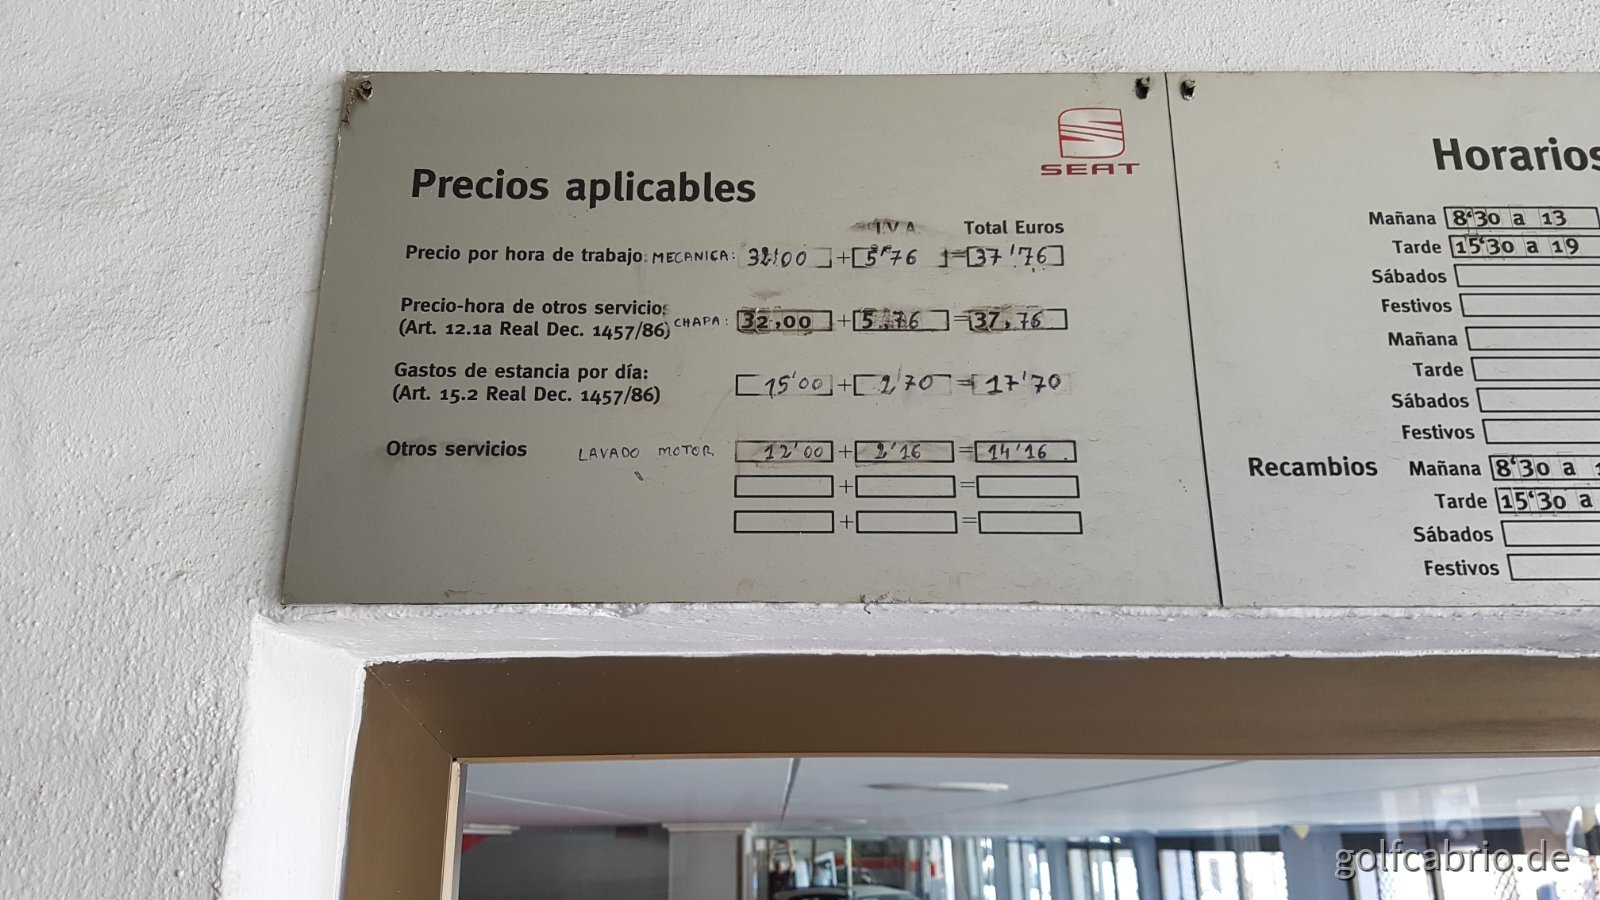 SEAT
Precios aplicables
I.V.A. Total Euros
Precio por hora de trabajo: MECANICA: 32'00 + 5'76 = 37'76
Precio-hora de otros servicios
(Art. 12.1a Real Dec. 1457/86) CHAPA: 32,00 + 5,76 = 37,76
Gastos de estancia por día:
(Art. 15.2 Real Dec. 1457/86) 15'00 + 2'70 = 17'70
Otros servicios LAVADO MOTOR 12'00 + 2'16 = 14'16
+ =
+ =
Horarios
Mañana 8'30 a 13
Tarde 15'30 a 19
Sábados
Festivos
Mañana
Tarde
Sábados
Festivos
Recambios Mañana 8'30 a
Tarde 15'30 a
Sábados
Festivos
golfcabrio.de